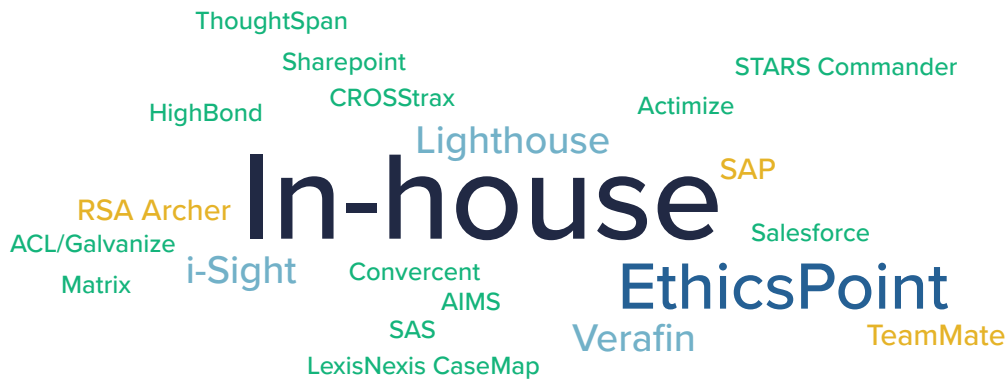 ThoughtSpan
Sharepoint
STARS Commander
CROSStrax
Actimize
HighBond
Lighthouse
SAP
In-house
RSA Archer
Salesforce
ACL/Galvanize
i-Sight
Convercent
Matrix
EthicsPoint
AIMS
SAS
Verafin
TeamMate
LexisNexis CaseMap